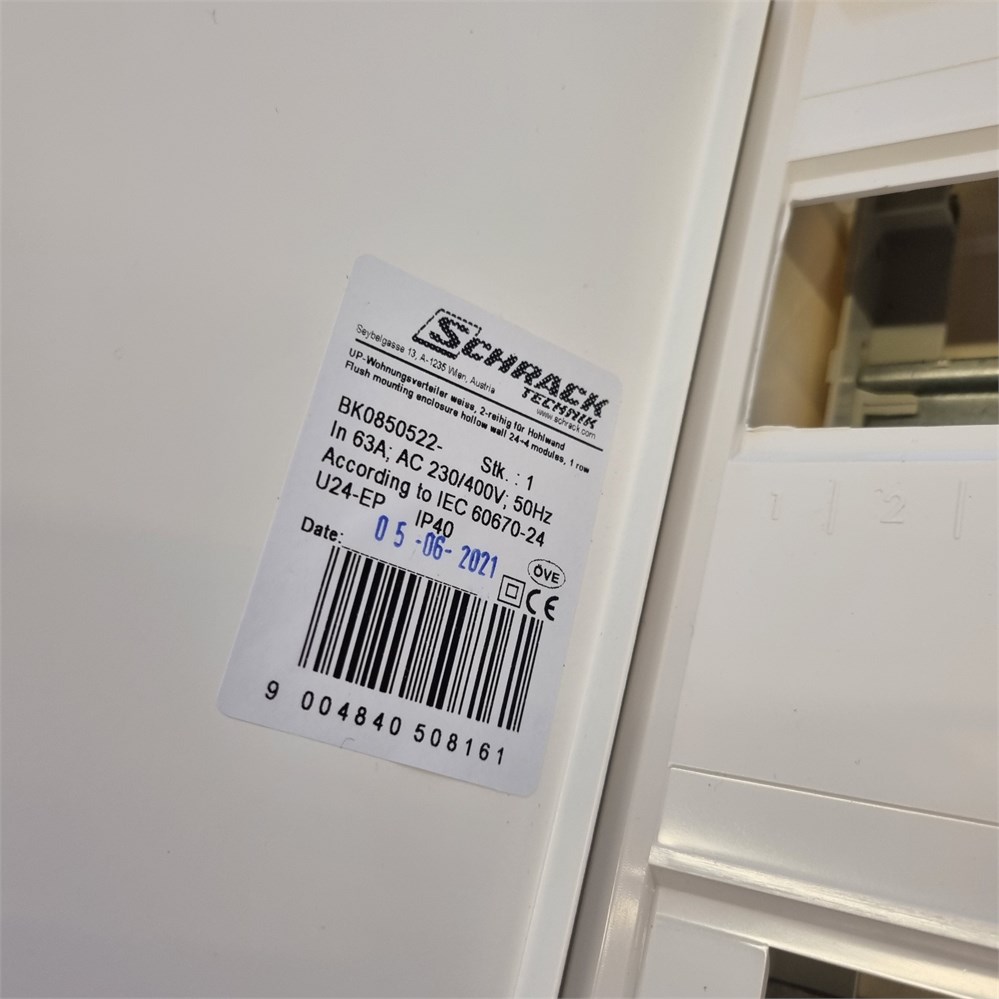 SCHRACK
TECHNIK
Seybelgasse 13, A-1235 Wien, Austria
www.schrack.com
UP-Wohnungsverteiler weiss, 2-reihig für Hohlwand
Flush mounting enclosure hollow wall 24+4 modules, 1 row
BK0850522- Stk. : 1
In 63A; AC 230/400V; 50Hz
According to IEC 60670-24
U24-EP IP40
Date: 05-06-2021
ÖVE
CE
9 004840 508161
1 | 2 |